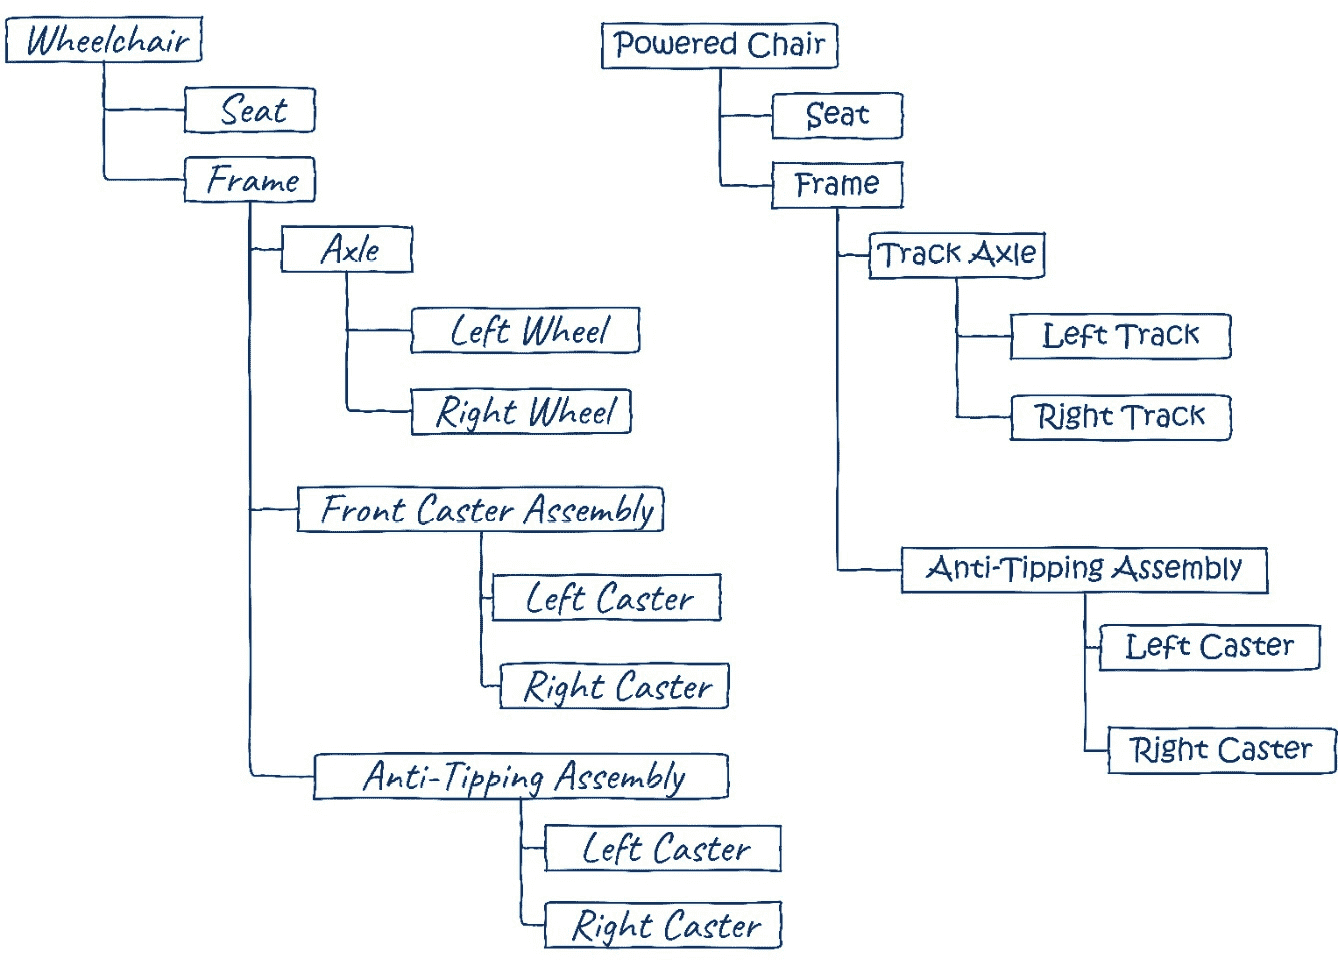 Wheelchair
Seat
Frame
Axle
Left Wheel
Right Wheel
Front Caster Assembly
Left Caster
Right Caster
Anti-Tipping Assembly
Left Caster
Right Caster
Powered Chair
Seat
Frame
Track Axle
Left Track
Right Track
Anti-Tipping Assembly
Left Caster
Right Caster